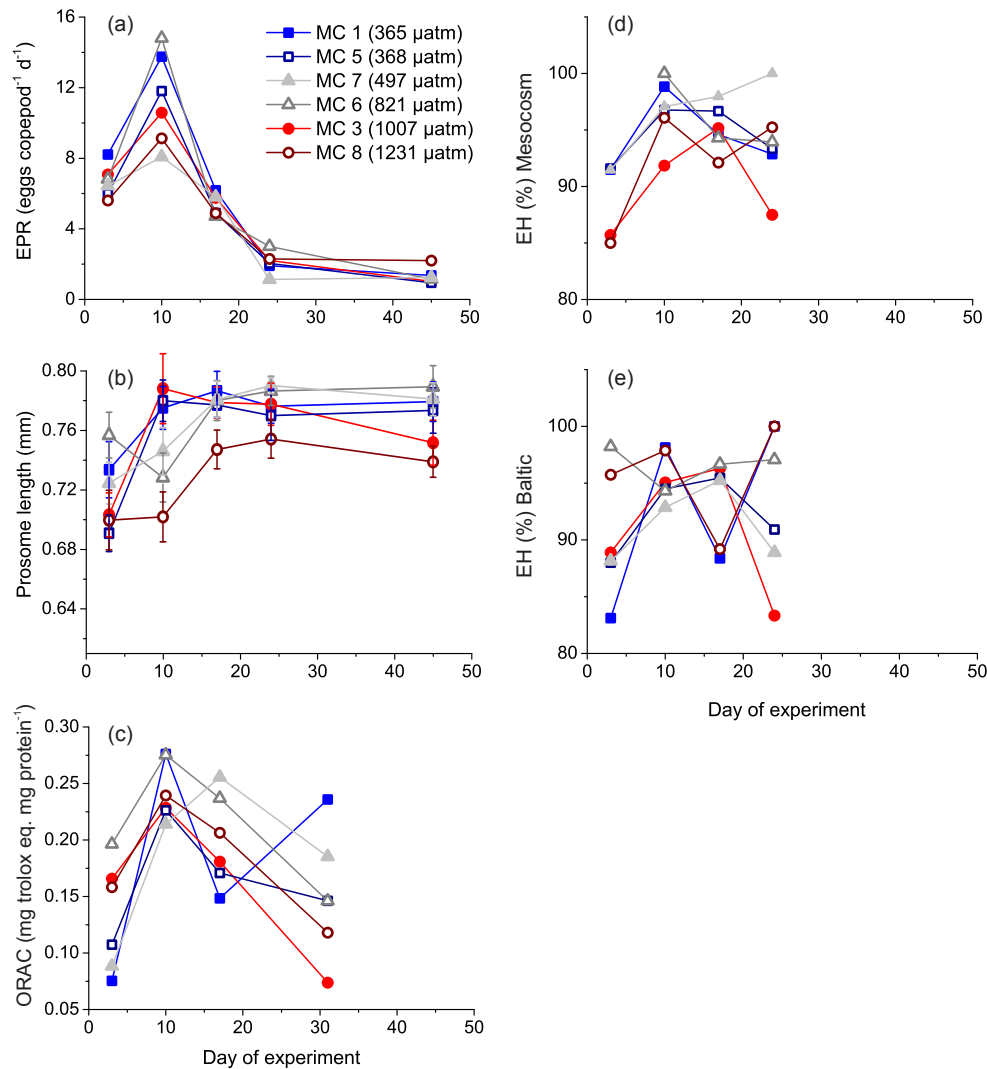 (a)
MC 1 (365 µatm)
MC 5 (368 µatm)
MC 7 (497 µatm)
MC 6 (821 µatm)
MC 3 (1007 µatm)
MC 8 (1231 µatm)
EPR (eggs copepod⁻¹ d⁻¹)
16
12
8
4
0
0 10 20 30 40 50
(b)
Prosome length (mm)
0.80
0.76
0.72
0.68
0.64
0 10 20 30 40 50
(c)
ORAC (mg trolox eq. mg protein⁻¹)
0.30
0.25
0.20
0.15
0.10
0.05
0 10 20 30 40 50
Day of experiment
(d)
EH (%) Mesocosm
100
90
80
0 10 20 30 40 50
(e)
EH (%) Baltic
100
90
80
0 10 20 30 40 50
Day of experiment